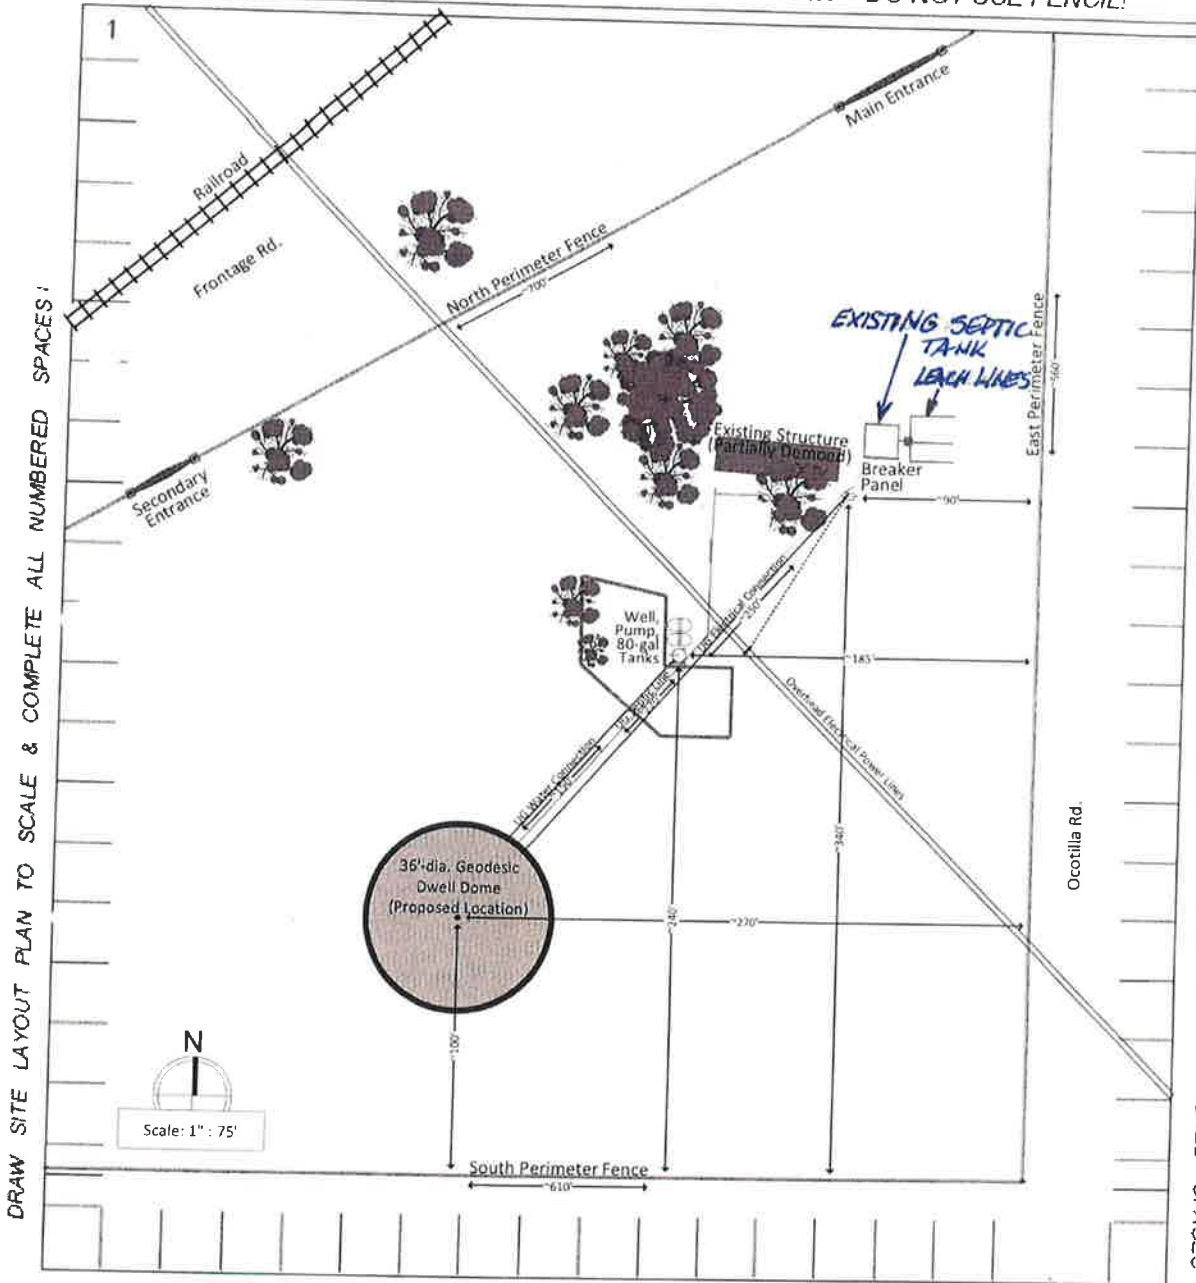 DO NOT USE PENCIL!
1
Main Entrance
Railroad
Frontage Rd.
North Perimeter Fence
~700'
EXISTING SEPTIC
TANK
LEACH LINES
East Perimeter Fence
~560'
Existing Structure
(Partially Demoed)
Breaker
Panel
~90'
Secondary
Entrance
UG Electrical Connection
~250'
Well,
Pump,
80-gal
Tanks
~185'
Overhead Electrical Power Lines
UG Water Connection
~150'
36'-dia. Geodesic
Dwell Dome
(Proposed Location)
~240'
~270'
~340'
Ocotilla Rd.
~100'
N
Scale: 1" : 75'
South Perimeter Fence
~610'
DRAW SITE LAYOUT PLAN TO SCALE & COMPLETE ALL NUMBERED SPACES!